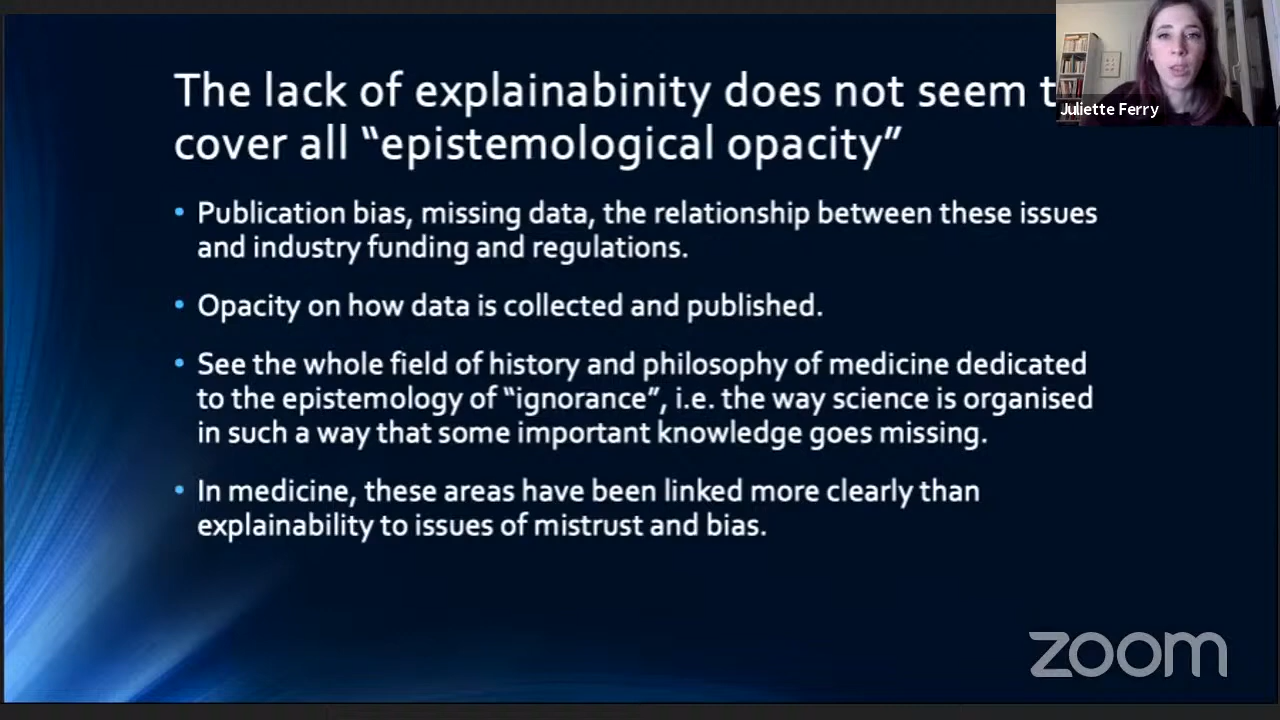 The lack of explainabinity does not seem t
cover all “epistemological opacity”
• Publication bias, missing data, the relationship between these issues
and industry funding and regulations.
• Opacity on how data is collected and published.
• See the whole field of history and philosophy of medicine dedicated
to the epistemology of “ignorance”, i.e. the way science is organised
in such a way that some important knowledge goes missing.
• In medicine, these areas have been linked more clearly than
explainability to issues of mistrust and bias.
Juliette Ferry
zoom